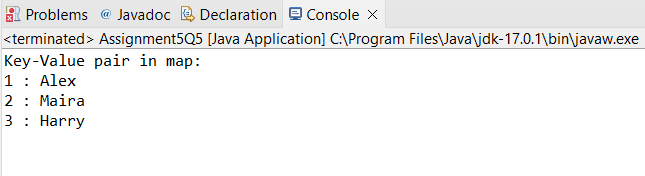 Problems @ Javadoc Declaration Console
<terminated> Assignment5Q5 [Java Application] C:\Program Files\Java\jdk-17.0.1\bin\javaw.exe
Key-Value pair in map:
1 : Alex
2 : Maira
3 : Harry